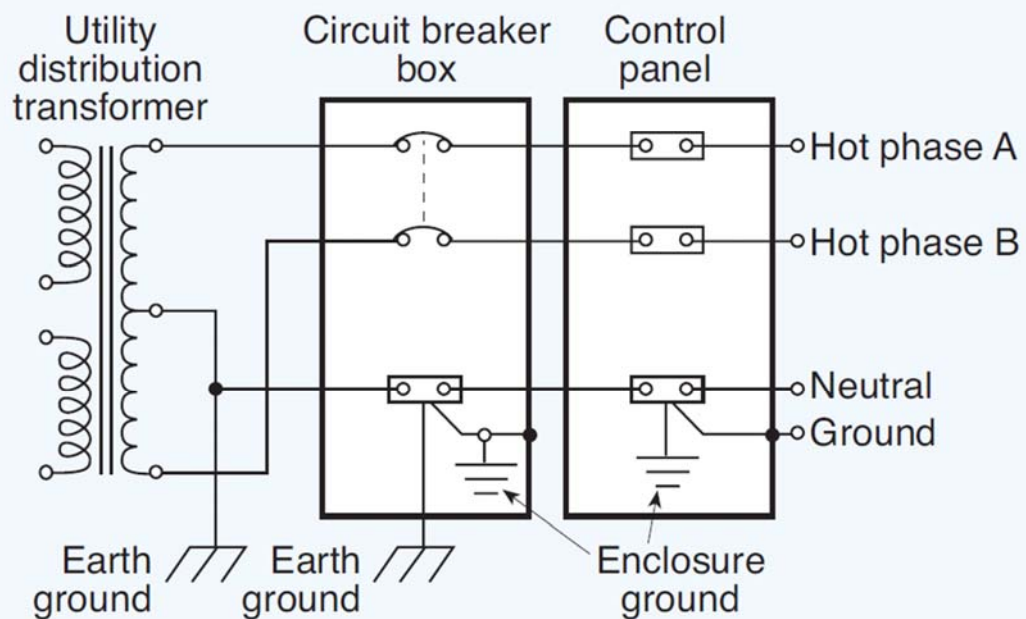 Utility
distribution
transformer
Circuit breaker
box
Control
panel
Hot phase A
Hot phase B
Neutral
Ground
Earth
ground
Earth
ground
Enclosure
ground